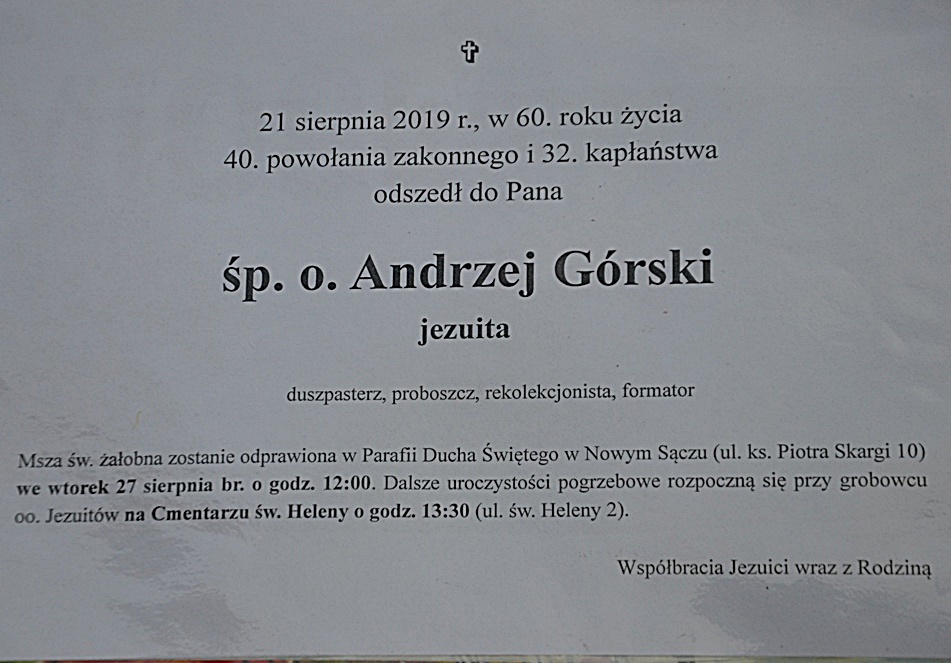 21 sierpnia 2019 r., w 60. roku życia
40. powołania zakonnego i 32. kapłaństwa
odszedł do Pana
śp. o. Andrzej Górski
jezuita
duszpasterz, proboszcz, rekolekcjonista, formator
Msza św. żałobna zostanie odprawiona w Parafii Ducha Świętego w Nowym Sączu (ul. ks. Piotra Skargi 10)
we wtorek 27 sierpnia br. o godz. 12:00. Dalsze uroczystości pogrzebowe rozpoczną się przy grobowcu
oo. Jezuitów na Cmentarzu św. Heleny o godz. 13:30 (ul. św. Heleny 2).
Współbracia Jezuici wraz z Rodziną